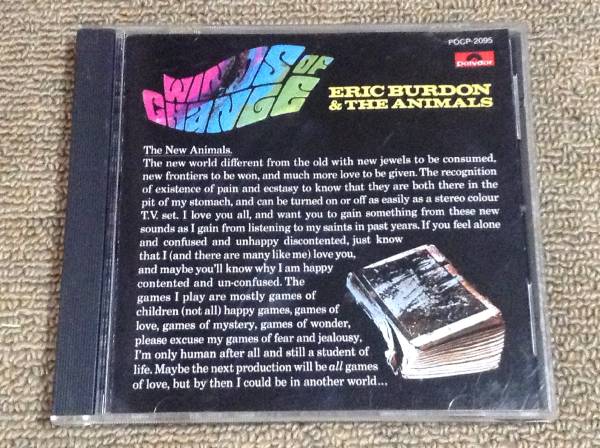 POCP-2095
Polydor
WINDS OF
CHANGE
ERIC BURDON
& THE ANIMALS
The New Animals.
The new world different from the old with new jewels to be consumed,
new frontiers to be won, and much more love to be given. The recognition
of existence of pain and ecstasy to know that they are both there in the
pit of my stomach, and can be turned on or off as easily as a stereo colour
T.V. set. I love you all, and want you to gain something from these new
sounds as I gain from listening to my saints in past years. If you feel alone
and confused and unhappy discontented, just know
that I (and there are many like me) love you,
and maybe you'll know why I am happy
contented and un-confused. The
games I play are mostly games of
children (not all) happy games, games of
love, games of mystery, games of wonder,
please excuse my games of fear and jealousy,
I'm only human after all and still a student of
life. Maybe the next production will be all games
of love, but by then I could be in another world...